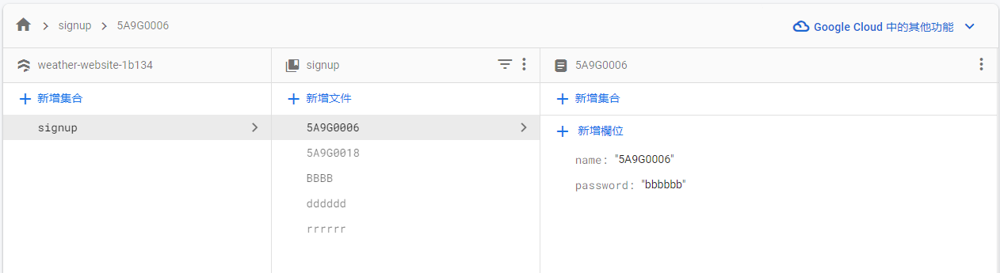 signup 5A9G0006
Google Cloud 中的其他功能
weather-website-1b134
signup
5A9G0006
新增集合
新增文件
新增集合
signup
5A9G0006
5A9G0018
BBBB
dddddd
rrrrrr
新增欄位
name: "5A9G0006"
password: "bbbbbb"